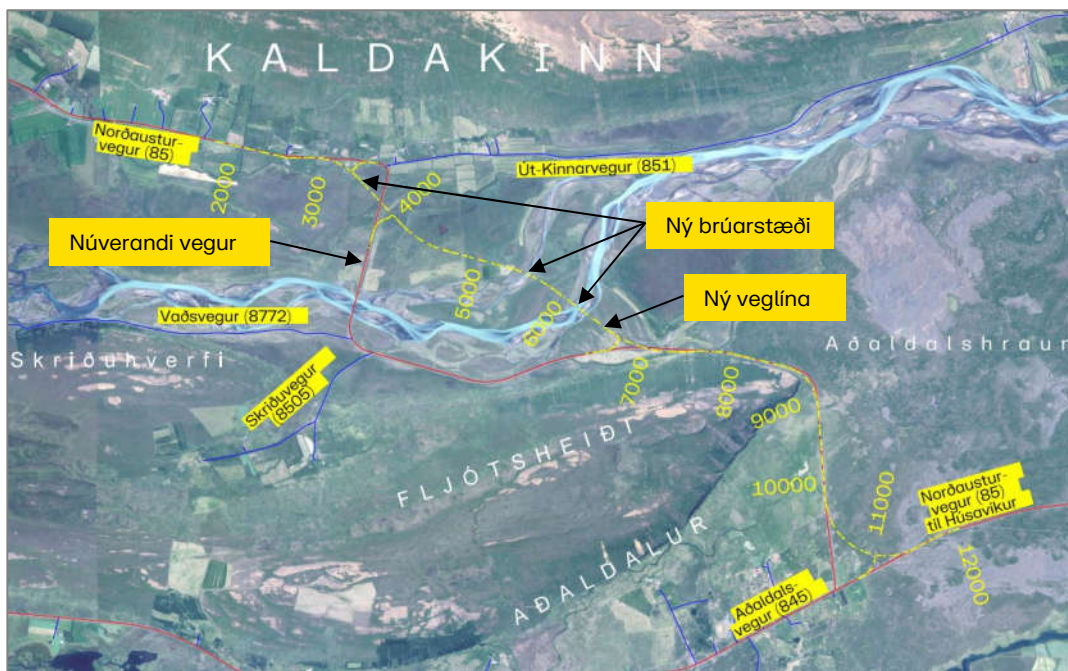 KALDAKINN
Norðaustur-
vegur (85)
2000
3000
4000
Út-Kinnarvegur (851)
Núverandi vegur
Ný brúarstæði
5000
6000
Ný veglína
Vaðsvegur (8772)
Skriðuhverfi
Aðaldalshraun
Skriðuvegur
(8505)
7000
8000
9000
FLJÓTSHEIÐI
10000
11000
Norðaustur-
vegur (85)
til Húsavíkur
12000
AÐALDALUR
Aðaldals-
vegur (845)